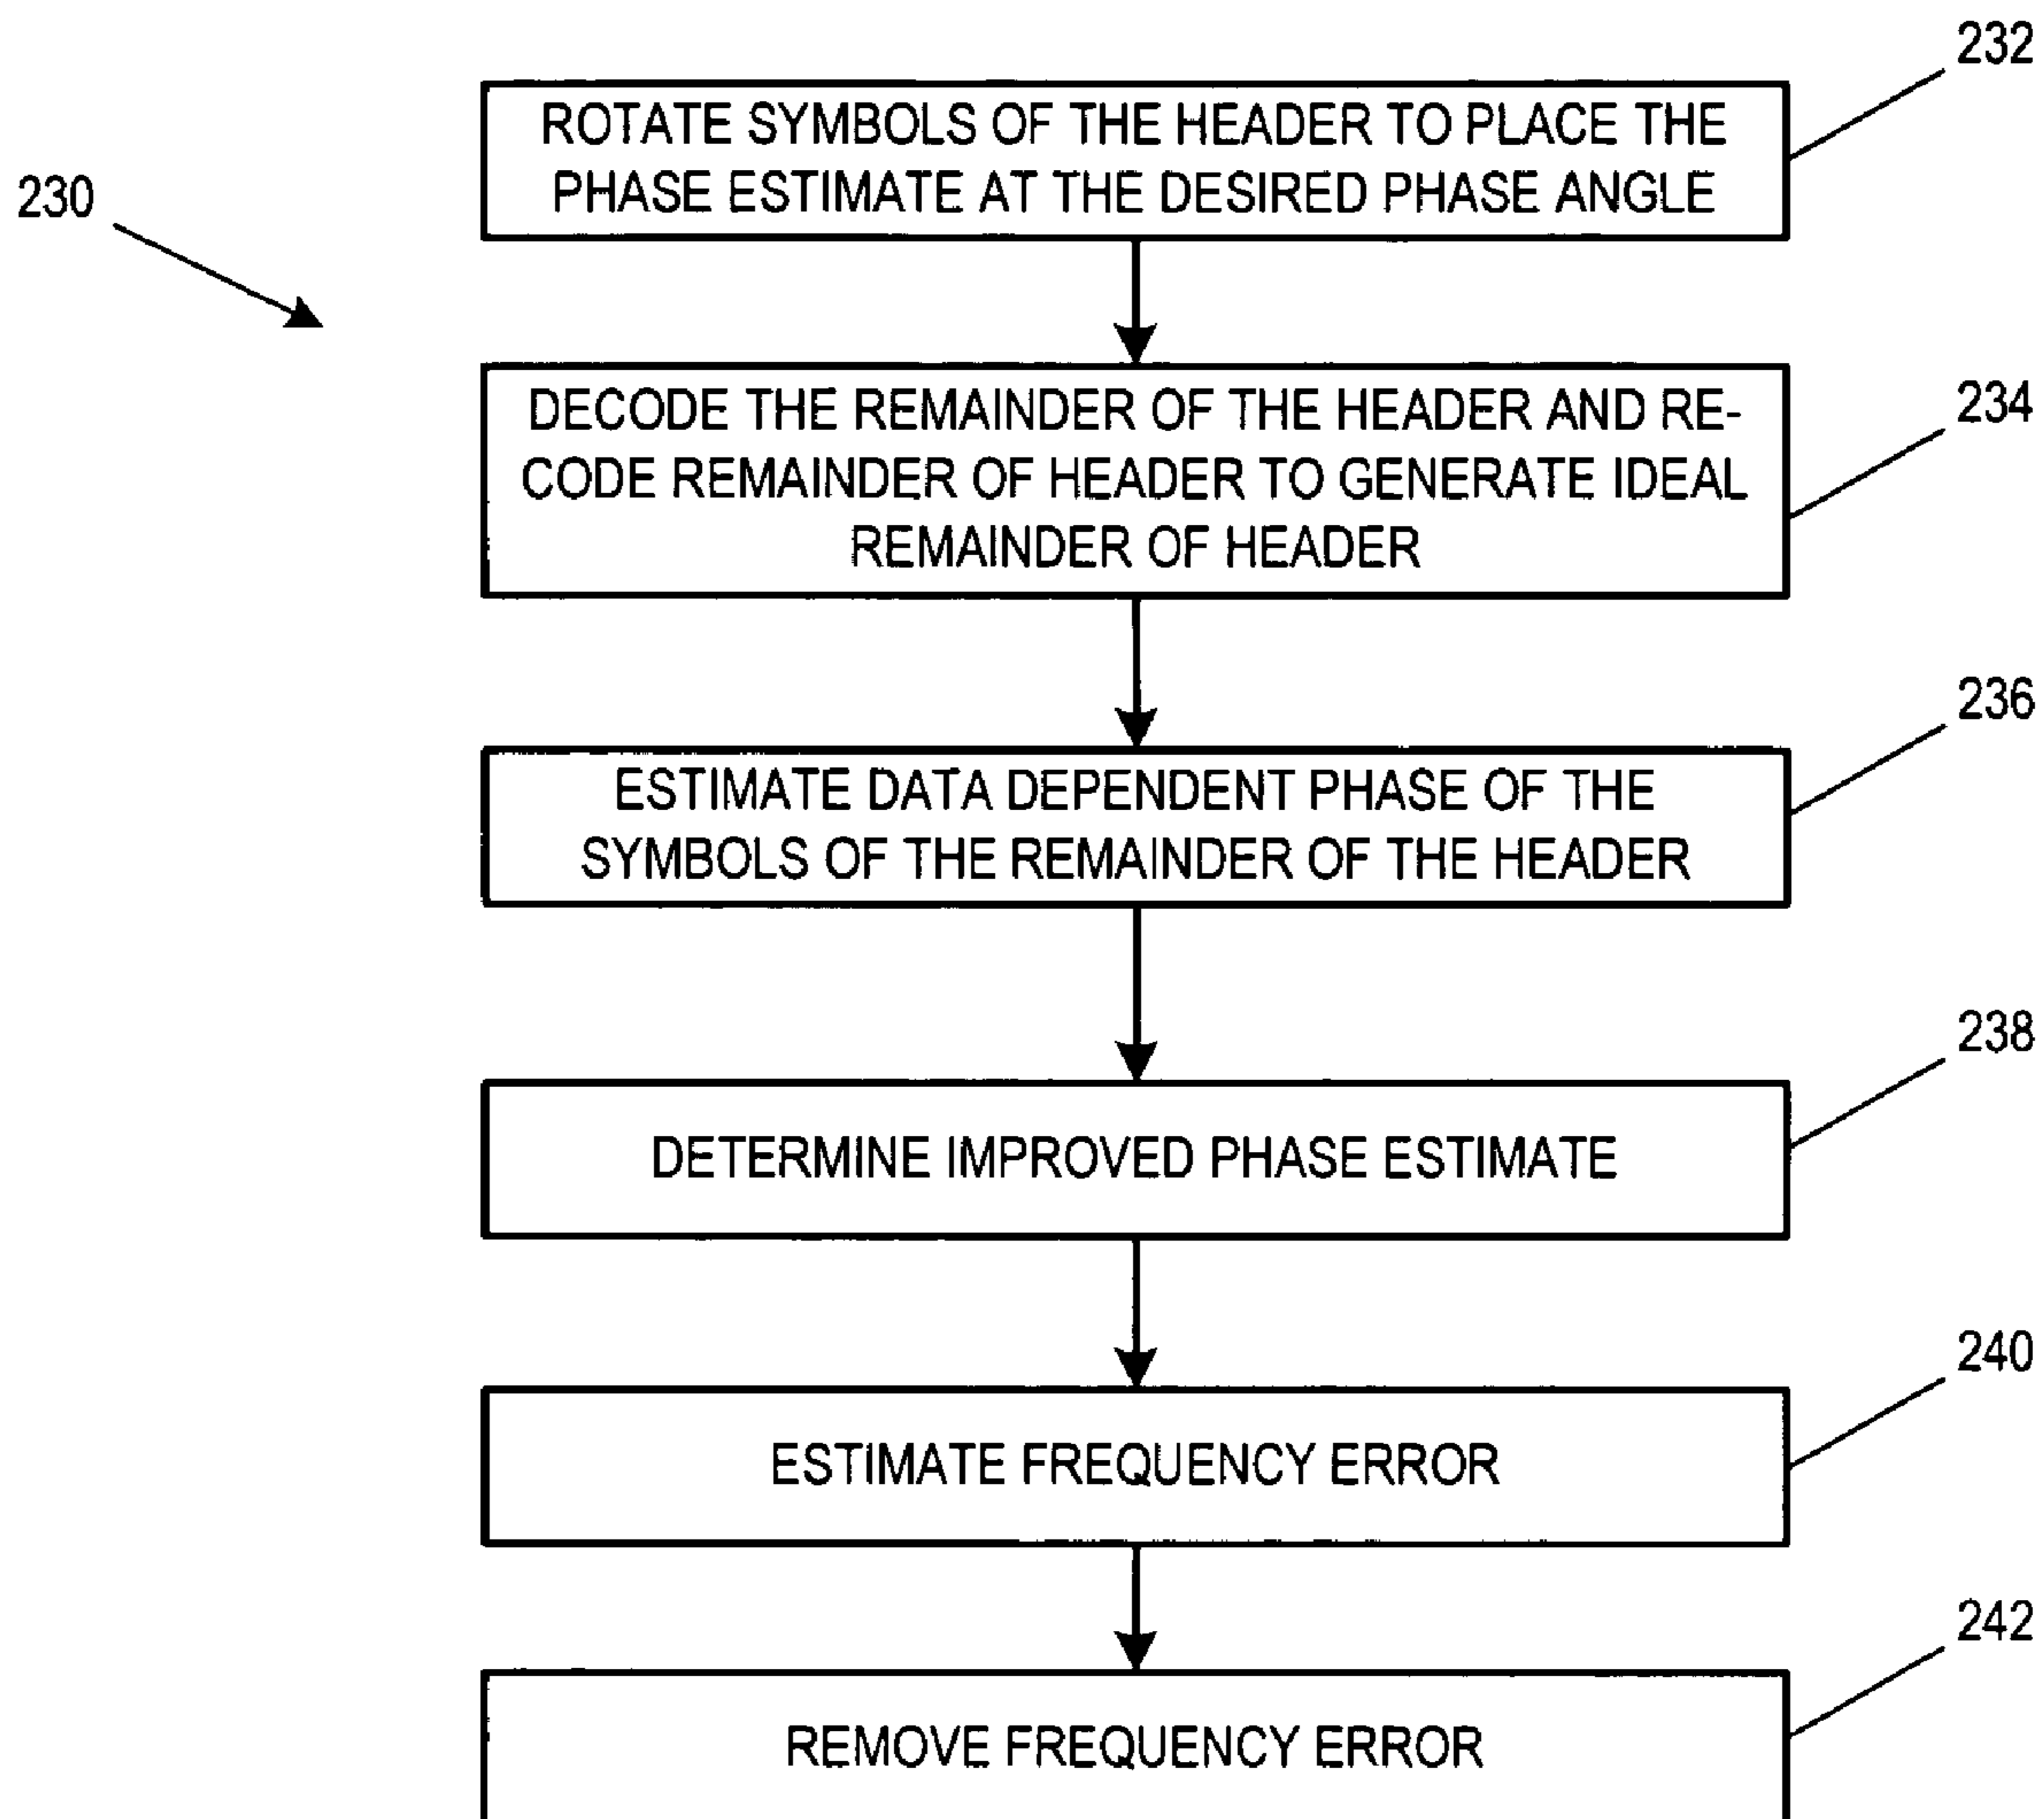 232
ROTATE SYMBOLS OF THE HEADER TO PLACE THE
PHASE ESTIMATE AT THE DESIRED PHASE ANGLE
230
DECODE THE REMAINDER OF THE HEADER AND RE-
CODE REMAINDER OF HEADER TO GENERATE IDEAL
REMAINDER OF HEADER
234
236
ESTIMATE DATA DEPENDENT PHASE OF THE
SYMBOLS OF THE REMAINDER OF THE HEADER
238
DETERMINE IMPROVED PHASE ESTIMATE
240
ESTIMATE FREQUENCY ERROR
242
REMOVE FREQUENCY ERROR